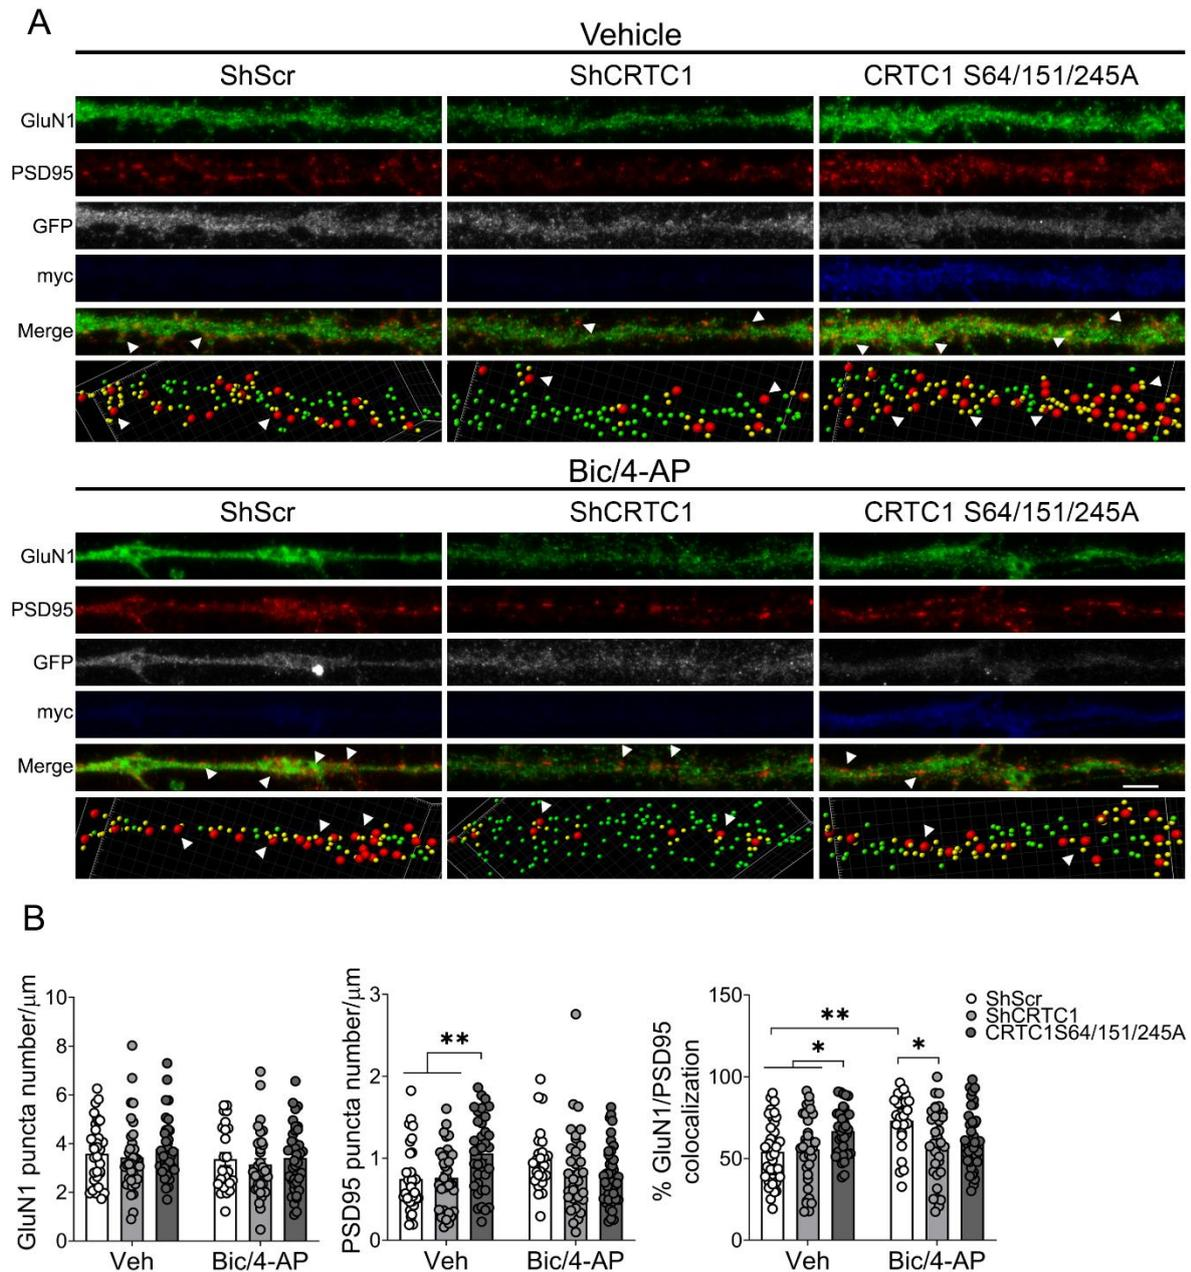 A
Vehicle
ShScr ShCRTC1 CRTC1 S64/151/245A
GluN1
PSD95
GFP
myc
Merge
Bic/4-AP
ShScr ShCRTC1 CRTC1 S64/151/245A
GluN1
PSD95
GFP
myc
Merge
B
GluN1 puncta number/μm
10
8
6
4
2
0
Veh Bic/4-AP
PSD95 puncta number/μm
3
2
1
0
**
Veh Bic/4-AP
% GluN1/PSD95
colocalization
150
100
50
0
**
*
*
Veh Bic/4-AP
ShScr
ShCRTC1
CRTC1S64/151/245A